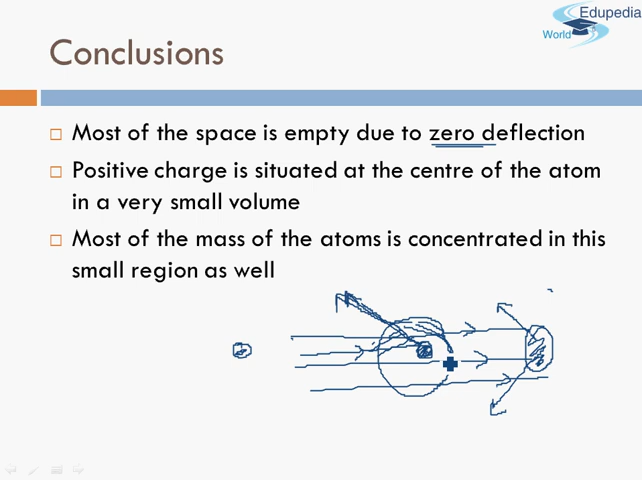 Edupedia
World
Conclusions
Most of the space is empty due to zero deflection
Positive charge is situated at the centre of the atom
in a very small volume
Most of the mass of the atoms is concentrated in this
small region as well